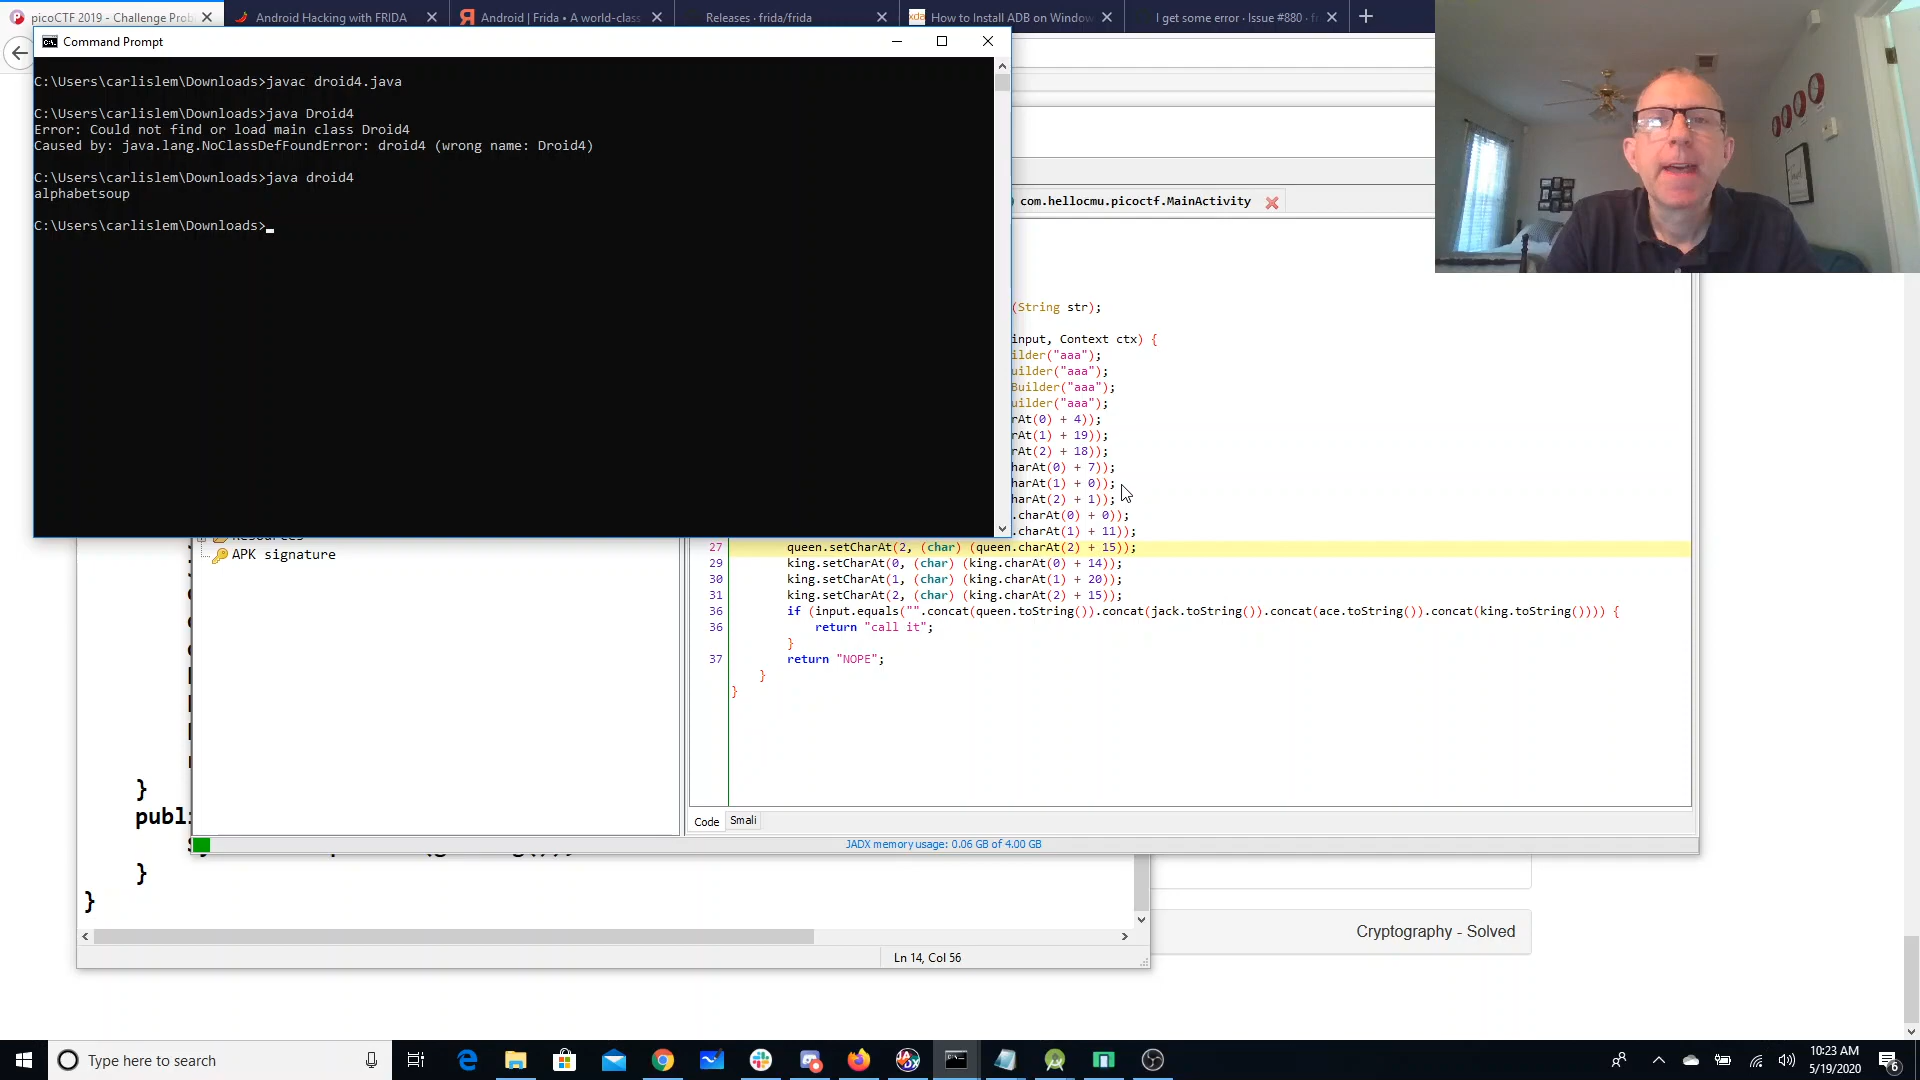 picoCTF 2019 - Challenge Prob
Android Hacking with FRIDA
Android | Frida • A world-class
Releases · frida/frida
How to Install ADB on Window
I get some error · Issue #880 · f
Command Prompt
C:\Users\carlislem\Downloads>javac droid4.java
C:\Users\carlislem\Downloads>java Droid4
Error: Could not find or load main class Droid4
Caused by: java.lang.NoClassDefFoundError: droid4 (wrong name: Droid4)
C:\Users\carlislem\Downloads>java droid4
alphabetsoup
C:\Users\carlislem\Downloads>
com.hellocmu.picoctf.MainActivity
(String str);
input, Context ctx) {
ilder("aaa");
uilder("aaa");
Builder("aaa");
uilder("aaa");
rAt(0) + 4));
rAt(1) + 19));
rAt(2) + 18));
harAt(0) + 7));
harAt(1) + 0));
harAt(2) + 1));
.charAt(0) + 0));
.charAt(1) + 11));
27 queen.setCharAt(2, (char) (queen.charAt(2) + 15));
29 king.setCharAt(0, (char) (king.charAt(0) + 14));
30 king.setCharAt(1, (char) (king.charAt(1) + 20));
31 king.setCharAt(2, (char) (king.charAt(2) + 15));
36 if (input.equals("".concat(queen.toString()).concat(jack.toString()).concat(ace.toString()).concat(king.toString()))) {
36 return "call it";
}
37 return "NOPE";
}
}
APK signature
Code
Smali
JADX memory usage: 0.06 GB of 4.00 GB
}
publi
}
}
Ln 14, Col 56
Cryptography - Solved
Type here to search
10:23 AM
5/19/2020
6